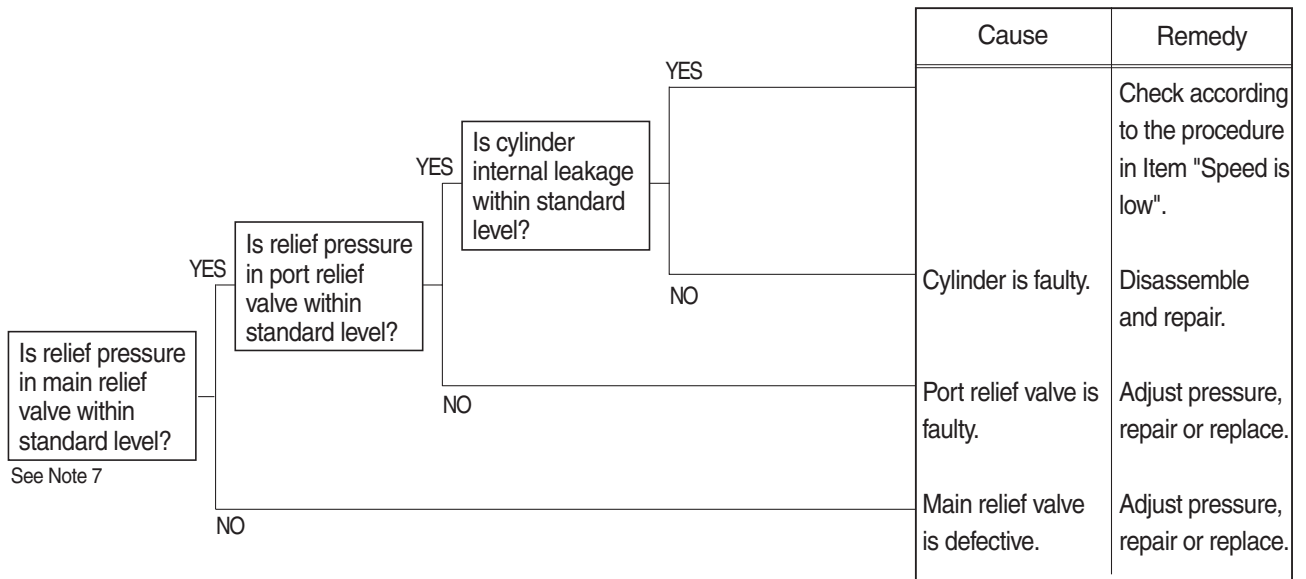 Cause
Remedy
YES
Check according
to the procedure
in Item "Speed is
low".
Is cylinder
internal leakage
within standard
level?
YES
NO
Cylinder is faulty.
Disassemble
and repair.
Is relief pressure
in port relief
valve within
standard level?
YES
NO
Port relief valve is
faulty.
Adjust pressure,
repair or replace.
Is relief pressure
in main relief
valve within
standard level?
See Note 7
NO
Main relief valve
is defective.
Adjust pressure,
repair or replace.